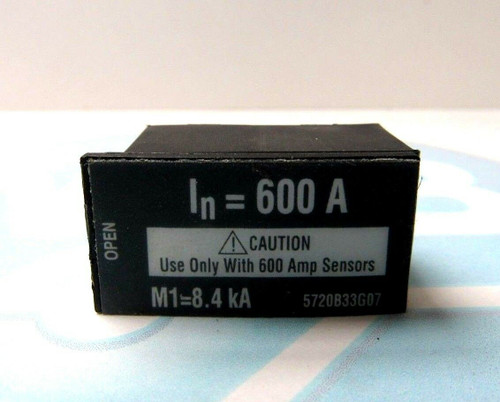 OPEN
In = 600 A
⚠ CAUTION
Use Only With 600 Amp Sensors
M1=8.4 kA 5720B33G07